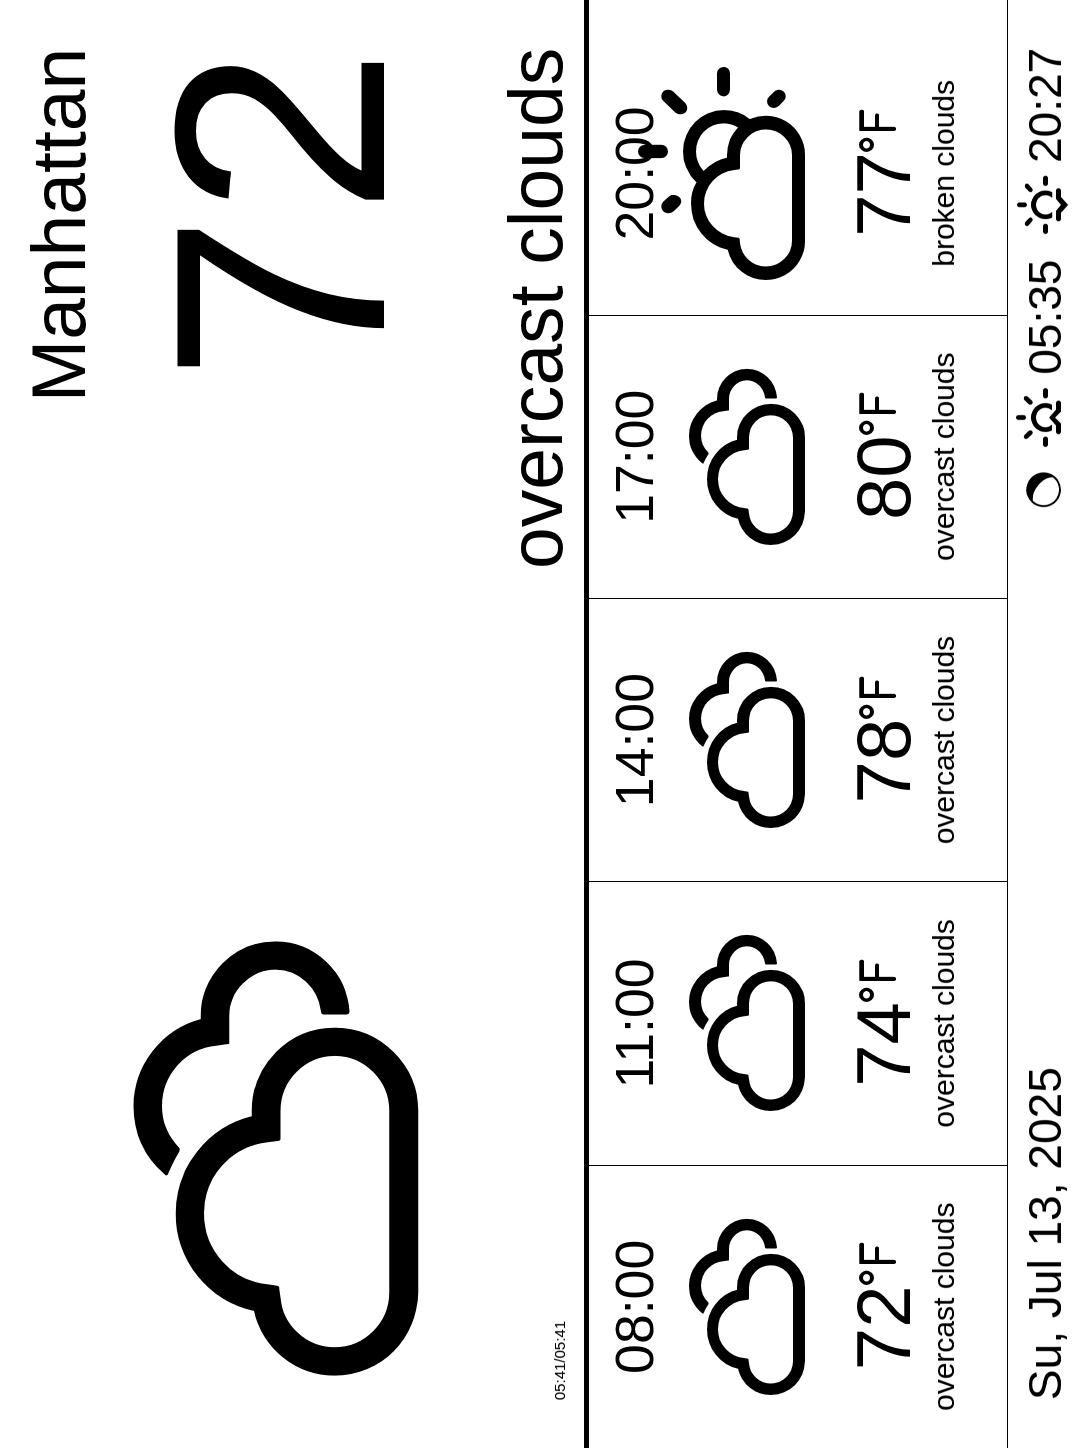 Manhattan
72
overcast clouds
05:41/05:41
08:00
72°F
overcast clouds
11:00
74°F
overcast clouds
14:00
78°F
overcast clouds
17:00
80°F
overcast clouds
20:00
77°F
broken clouds
Su, Jul 13, 2025
05:35 20:27